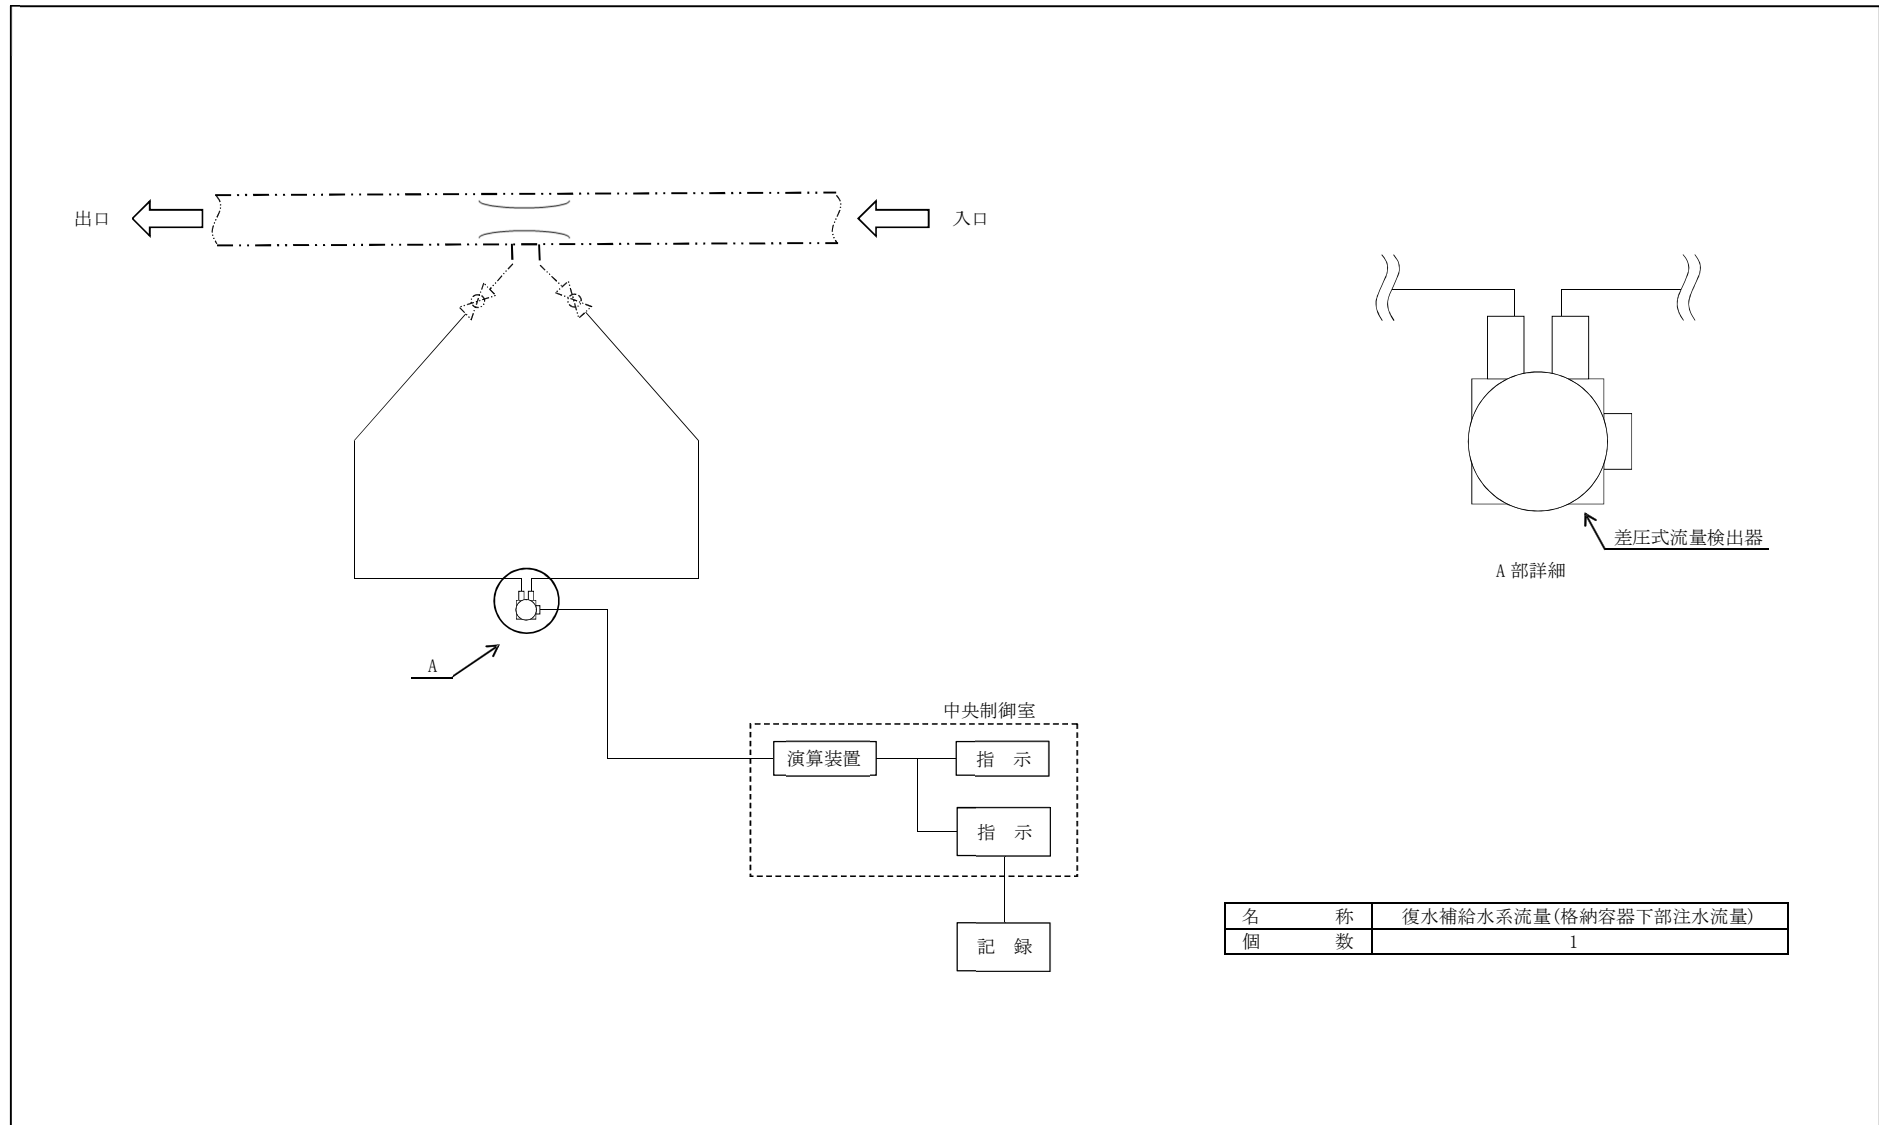 出口
入口
差圧式流量検出器
A 部詳細
A
中央制御室
演算装置
指 示
指 示
記 録
名 称 復水補給水系流量(格納容器下部注水流量)
個 数 1